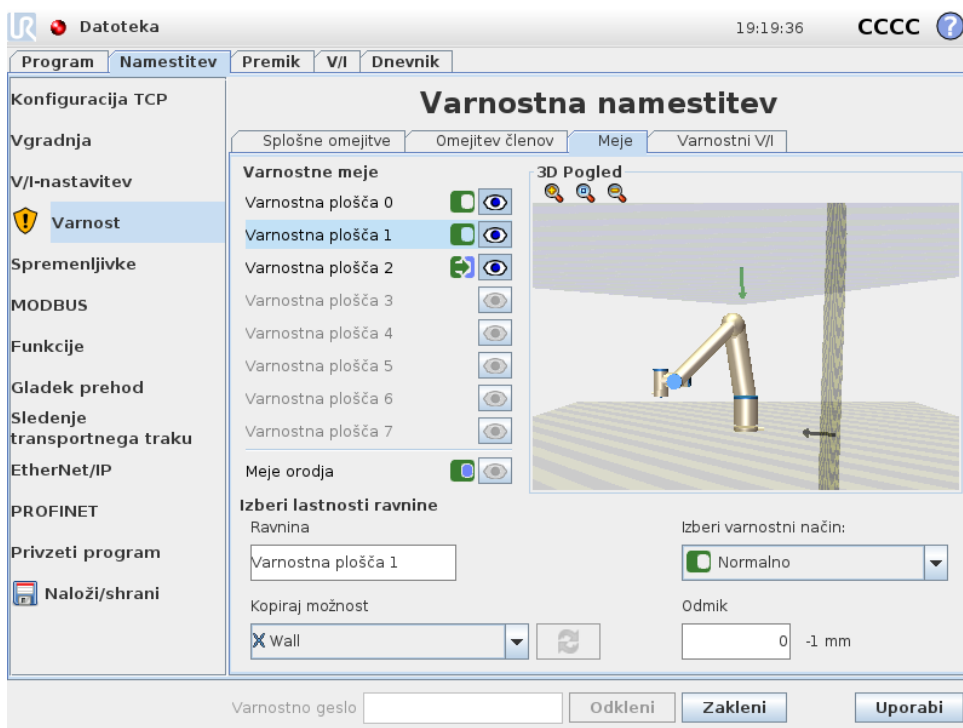 UR
Datoteka
19:19:36
CCCC
?
Program
Namestitev
Premik
V/I
Dnevnik
Konfiguracija TCP
Vgradnja
V/I-nastavitev
Varnost
Spremenljivke
MODBUS
Funkcije
Gladek prehod
Sledenje
transportnega traku
EtherNet/IP
PROFINET
Privzeti program
Naloži/shrani
Varnostna namestitev
Splošne omejitve
Omejitev členov
Meje
Varnostni V/I
Varnostne meje
Varnostna plošča 0
Varnostna plošča 1
Varnostna plošča 2
Varnostna plošča 3
Varnostna plošča 4
Varnostna plošča 5
Varnostna plošča 6
Varnostna plošča 7
Meje orodja
3D Pogled
Izberi lastnosti ravnine
Ravnina
Varnostna plošča 1
Kopiraj možnost
Wall
Izberi varnostni način:
Normalno
Odmik
0 -1 mm
Varnostno geslo
Odkleni
Zakleni
Uporabi